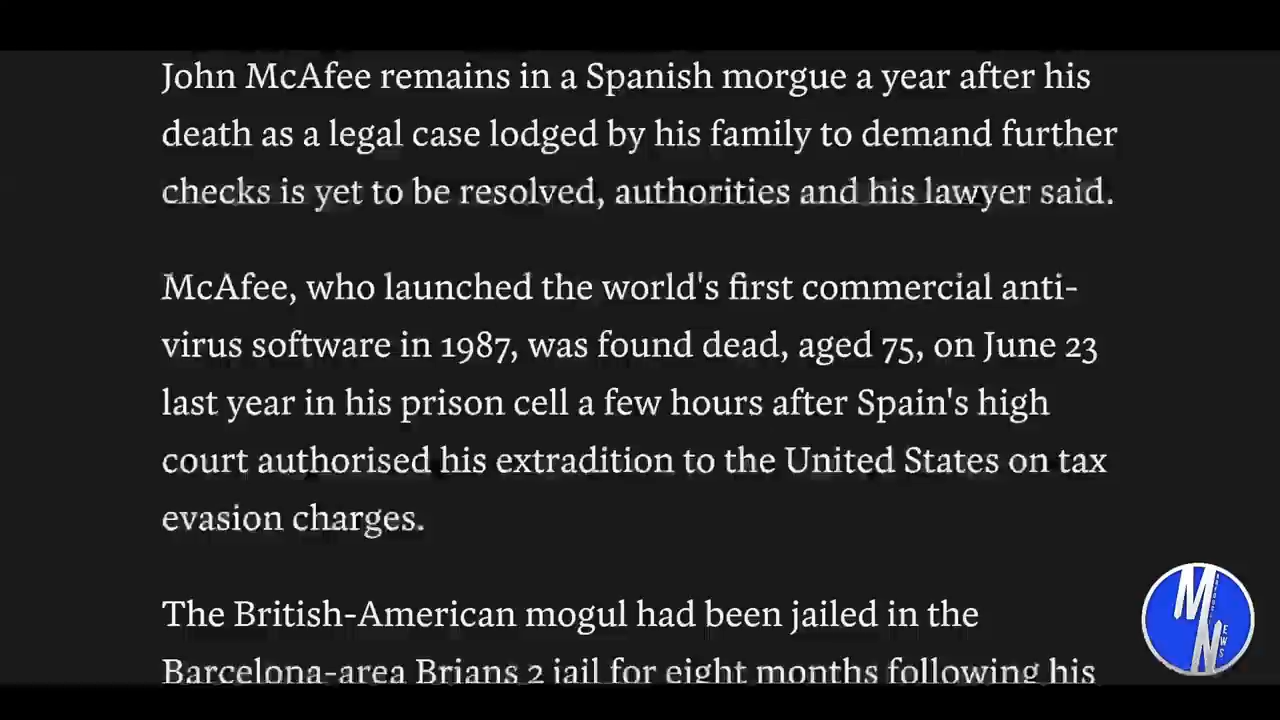 John McAfee remains in a Spanish morgue a year after his
death as a legal case lodged by his family to demand further
checks is yet to be resolved, authorities and his lawyer said.
McAfee, who launched the world's first commercial anti-
virus software in 1987, was found dead, aged 75, on June 23
last year in his prison cell a few hours after Spain's high
court authorised his extradition to the United States on tax
evasion charges.
The British-American mogul had been jailed in the
Barcelona-area Brians 2 jail for eight months following his
M
N
EWS